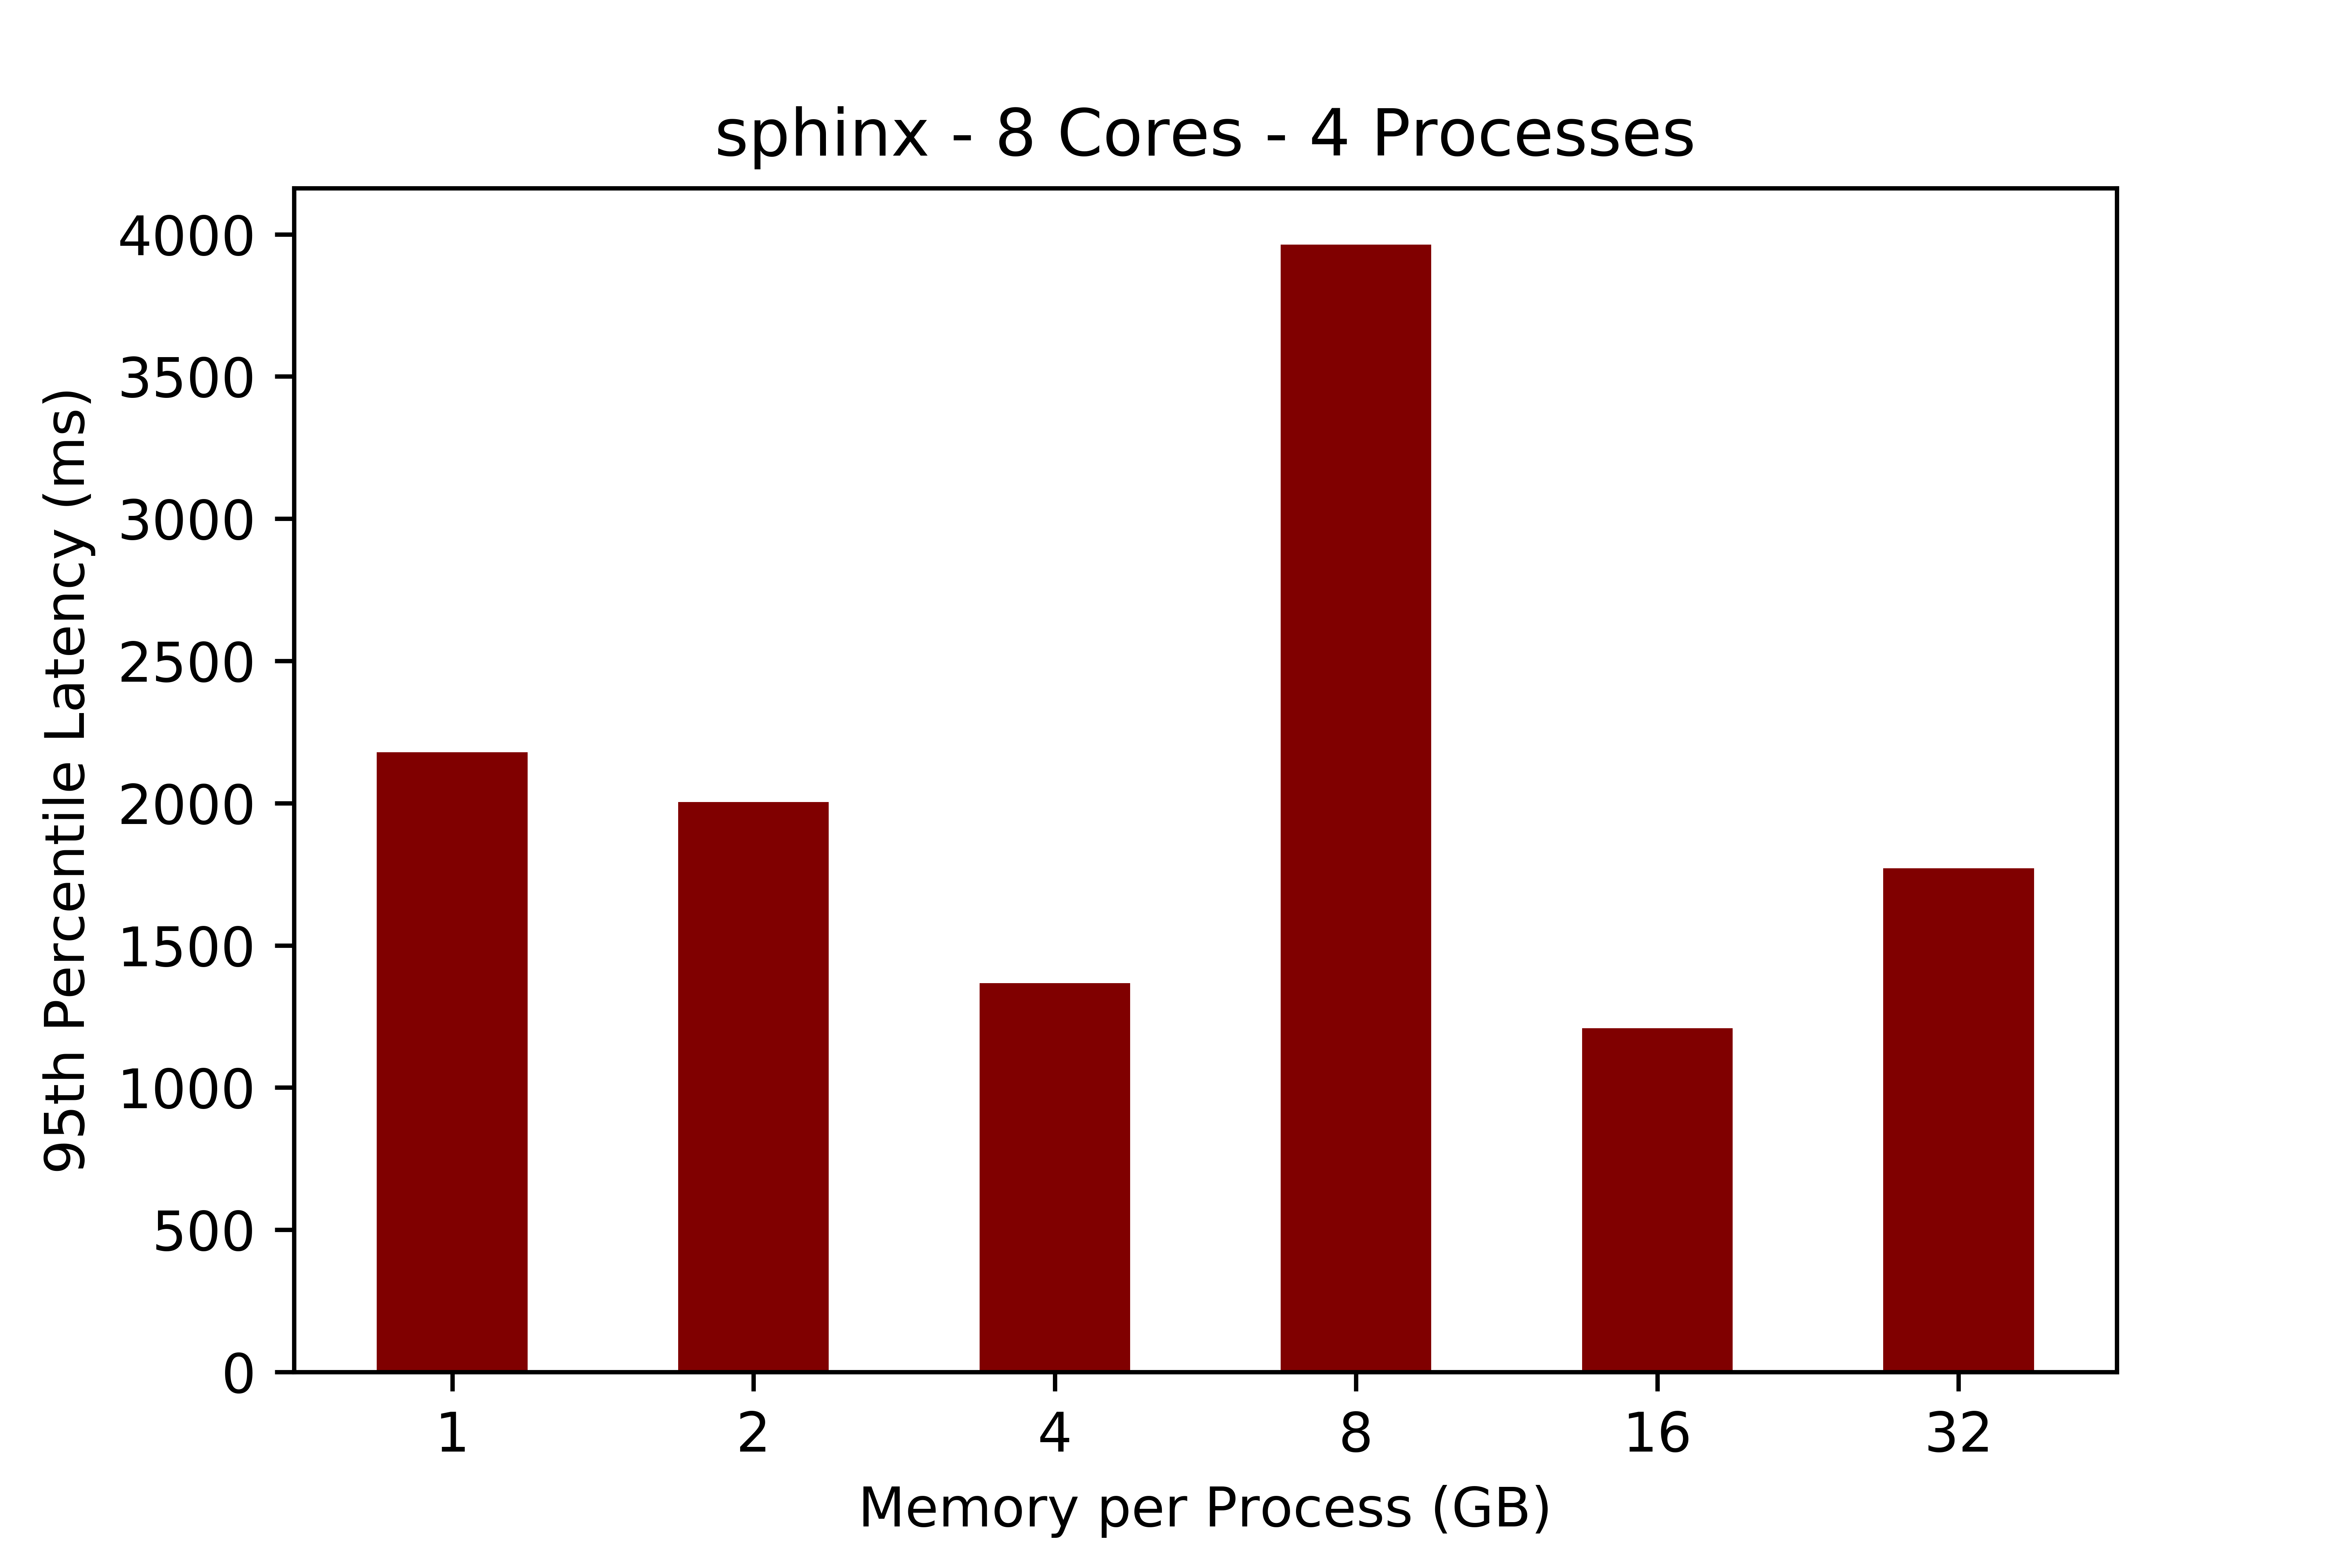 sphinx - 8 Cores - 4 Processes
95th Percentile Latency (ms)
4000
3500
3000
2500
2000
1500
1000
500
0
1 2 4 8 16 32
Memory per Process (GB)